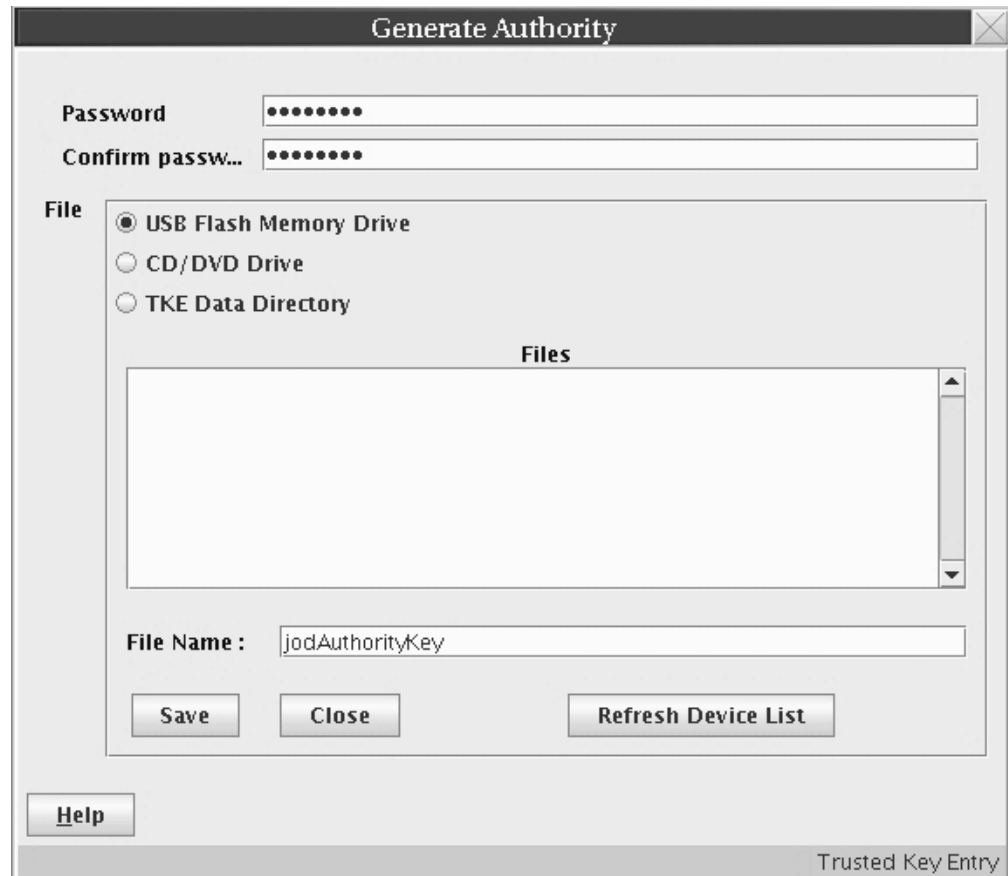 Generate Authority
Password ••••••••
Confirm passw... ••••••••
File
USB Flash Memory Drive
CD/DVD Drive
TKE Data Directory
Files
File Name : jodAuthorityKey
Save Close Refresh Device List
Help
Trusted Key Entry